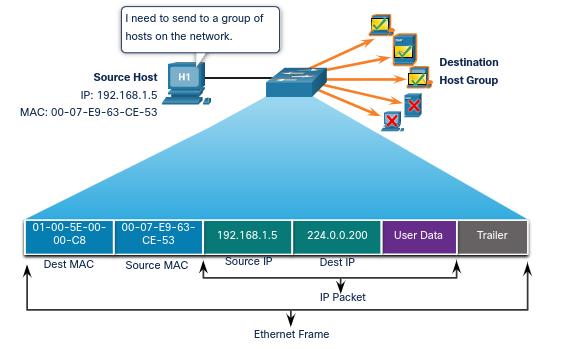 I need to send to a group of
hosts on the network.
H1
Source Host
IP: 192.168.1.5
MAC: 00-07-E9-63-CE-53
Destination
Host Group
01-00-5E-00-
00-C8
00-07-E9-63-
CE-53
192.168.1.5
224.0.0.200
User Data
Trailer
Dest MAC
Source MAC
Source IP
Dest IP
IP Packet
Ethernet Frame